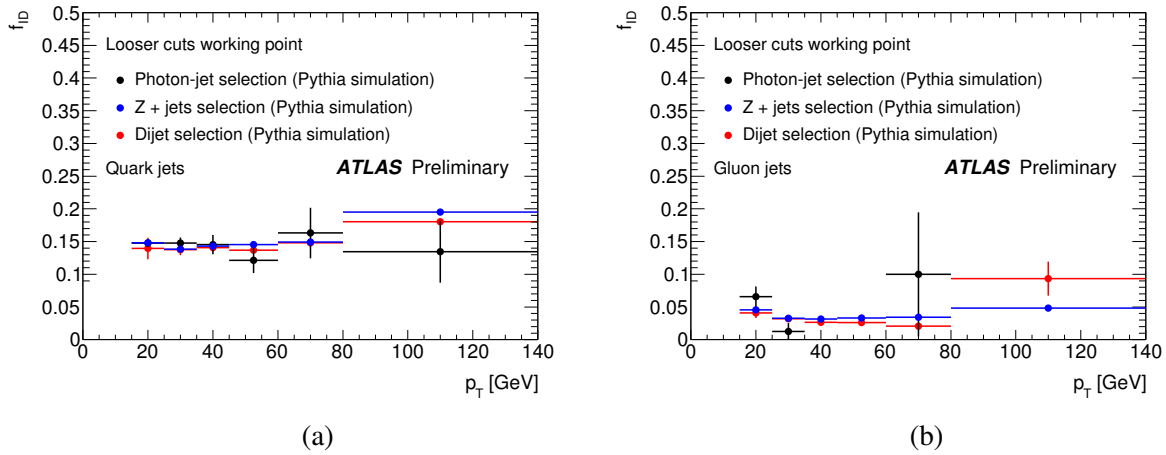 f_ID
0.5
0.45
0.4
0.35
0.3
0.25
0.2
0.15
0.1
0.05
0
Looser cuts working point
Photon-jet selection (Pythia simulation)
Z + jets selection (Pythia simulation)
Dijet selection (Pythia simulation)
Quark jets
ATLAS Preliminary
0 20 40 60 80 100 120 140
p_T [GeV]
(a)
f_ID
0.5
0.45
0.4
0.35
0.3
0.25
0.2
0.15
0.1
0.05
0
Looser cuts working point
Photon-jet selection (Pythia simulation)
Z + jets selection (Pythia simulation)
Dijet selection (Pythia simulation)
Gluon jets
ATLAS Preliminary
0 20 40 60 80 100 120 140
p_T [GeV]
(b)